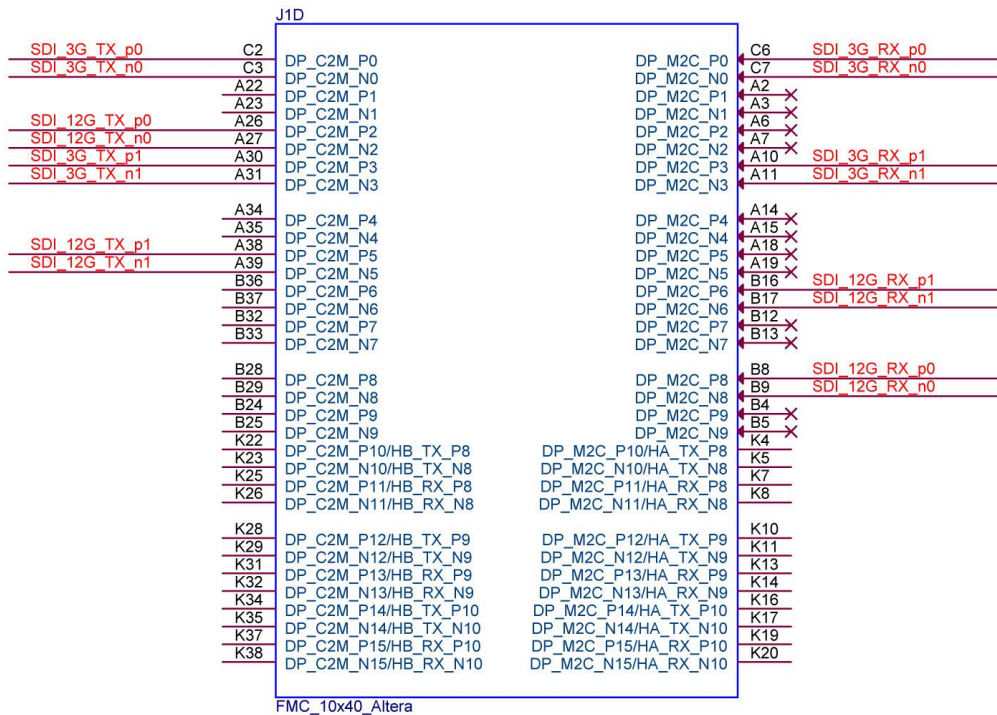 J1D
SDI_3G_TX_p0 C2 DP_C2M_P0 DP_M2C_P0 C6 SDI_3G_RX_p0
SDI_3G_TX_n0 C3 DP_C2M_N0 DP_M2C_N0 C7 SDI_3G_RX_n0
A22 DP_C2M_P1 DP_M2C_P1 A2
A23 DP_C2M_N1 DP_M2C_N1 A3
SDI_12G_TX_p0 A26 DP_C2M_P2 DP_M2C_P2 A6
SDI_12G_TX_n0 A27 DP_C2M_N2 DP_M2C_N2 A7
SDI_3G_TX_p1 A30 DP_C2M_P3 DP_M2C_P3 A10 SDI_3G_RX_p1
SDI_3G_TX_n1 A31 DP_C2M_N3 DP_M2C_N3 A11 SDI_3G_RX_n1
A34 DP_C2M_P4 DP_M2C_P4 A14
A35 DP_C2M_N4 DP_M2C_N4 A15
SDI_12G_TX_p1 A38 DP_C2M_P5 DP_M2C_P5 A18
SDI_12G_TX_n1 A39 DP_C2M_N5 DP_M2C_N5 A19
B36 DP_C2M_P6 DP_M2C_P6 B16 SDI_12G_RX_p1
B37 DP_C2M_N6 DP_M2C_N6 B17 SDI_12G_RX_n1
B32 DP_C2M_P7 DP_M2C_P7 B12
B33 DP_C2M_N7 DP_M2C_N7 B13
B28 DP_C2M_P8 DP_M2C_P8 B8 SDI_12G_RX_p0
B29 DP_C2M_N8 DP_M2C_N8 B9 SDI_12G_RX_n0
B24 DP_C2M_P9 DP_M2C_P9 B4
B25 DP_C2M_N9 DP_M2C_N9 B5
K22 DP_C2M_P10/HB_TX_P8 DP_M2C_P10/HA_TX_P8 K4
K23 DP_C2M_N10/HB_TX_N8 DP_M2C_N10/HA_TX_N8 K5
K25 DP_C2M_P11/HB_RX_P8 DP_M2C_P11/HA_RX_P8 K7
K26 DP_C2M_N11/HB_RX_N8 DP_M2C_N11/HA_RX_N8 K8
K28 DP_C2M_P12/HB_TX_P9 DP_M2C_P12/HA_TX_P9 K10
K29 DP_C2M_N12/HB_TX_N9 DP_M2C_N12/HA_TX_N9 K11
K31 DP_C2M_P13/HB_RX_P9 DP_M2C_P13/HA_RX_P9 K13
K32 DP_C2M_N13/HB_RX_N9 DP_M2C_N13/HA_RX_N9 K14
K34 DP_C2M_P14/HB_TX_P10 DP_M2C_P14/HA_TX_P10 K16
K35 DP_C2M_N14/HB_TX_N10 DP_M2C_N14/HA_TX_N10 K17
K37 DP_C2M_P15/HB_RX_P10 DP_M2C_P15/HA_RX_P10 K19
K38 DP_C2M_N15/HB_RX_N10 DP_M2C_N15/HA_RX_N10 K20
FMC_10x40_Altera